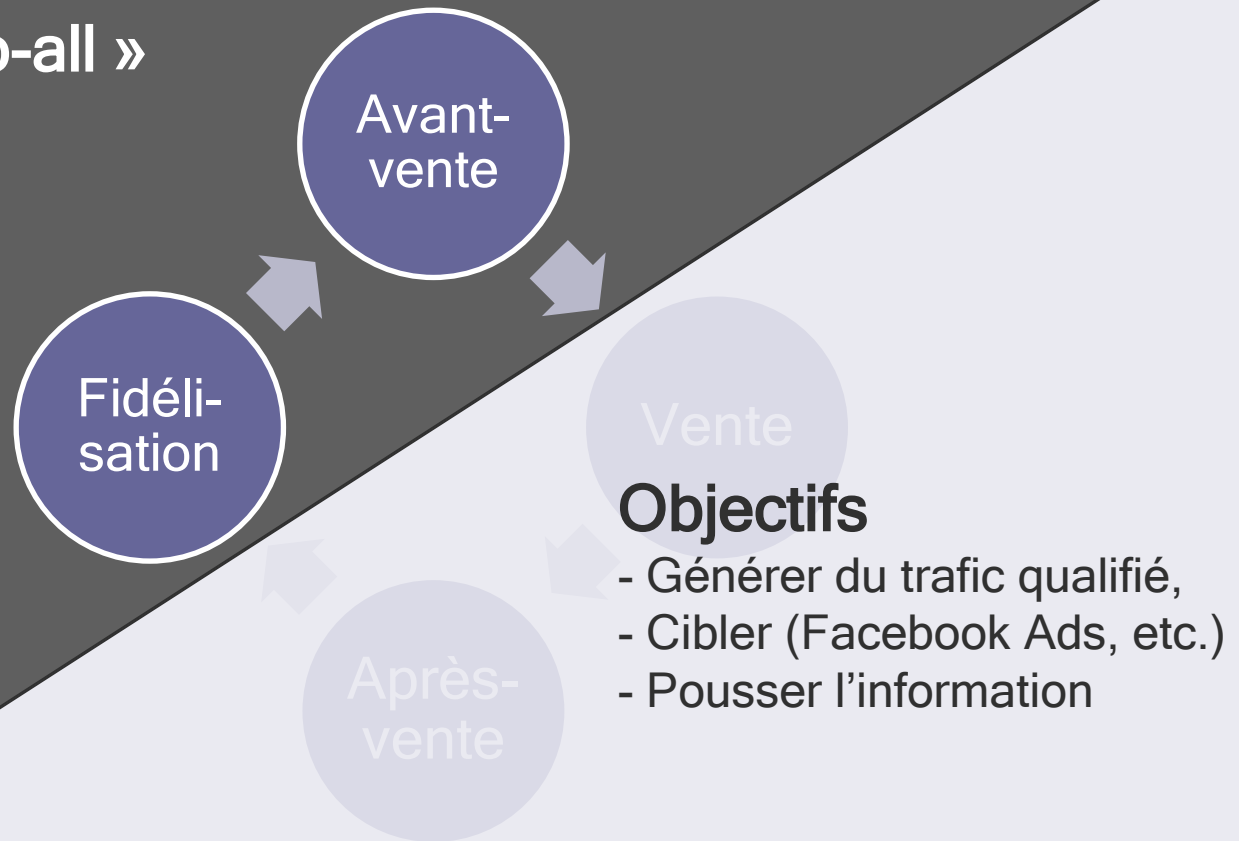 -all »
Avant-
vente
Fidéli-
sation
Vente
Objectifs
- Générer du trafic qualifié,
- Cibler (Facebook Ads, etc.)
- Pousser l’information
Après-
vente